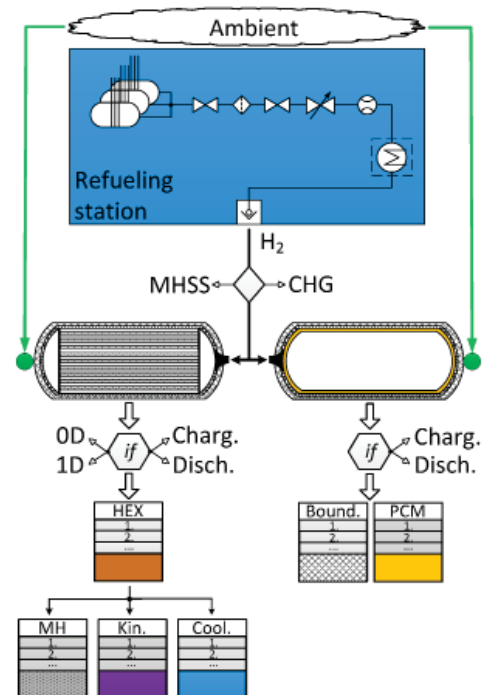 Ambient
Refueling
station
H₂
MHSS
CHG
0D
1D
if
Charg.
Disch.
if
Charg.
Disch.
HEX
1.
2.
....
Bound.
1.
2.
....
PCM
1.
2.
....
MH
1.
2.
...
Kin.
1.
2.
...
Cool.
1.
2.
...